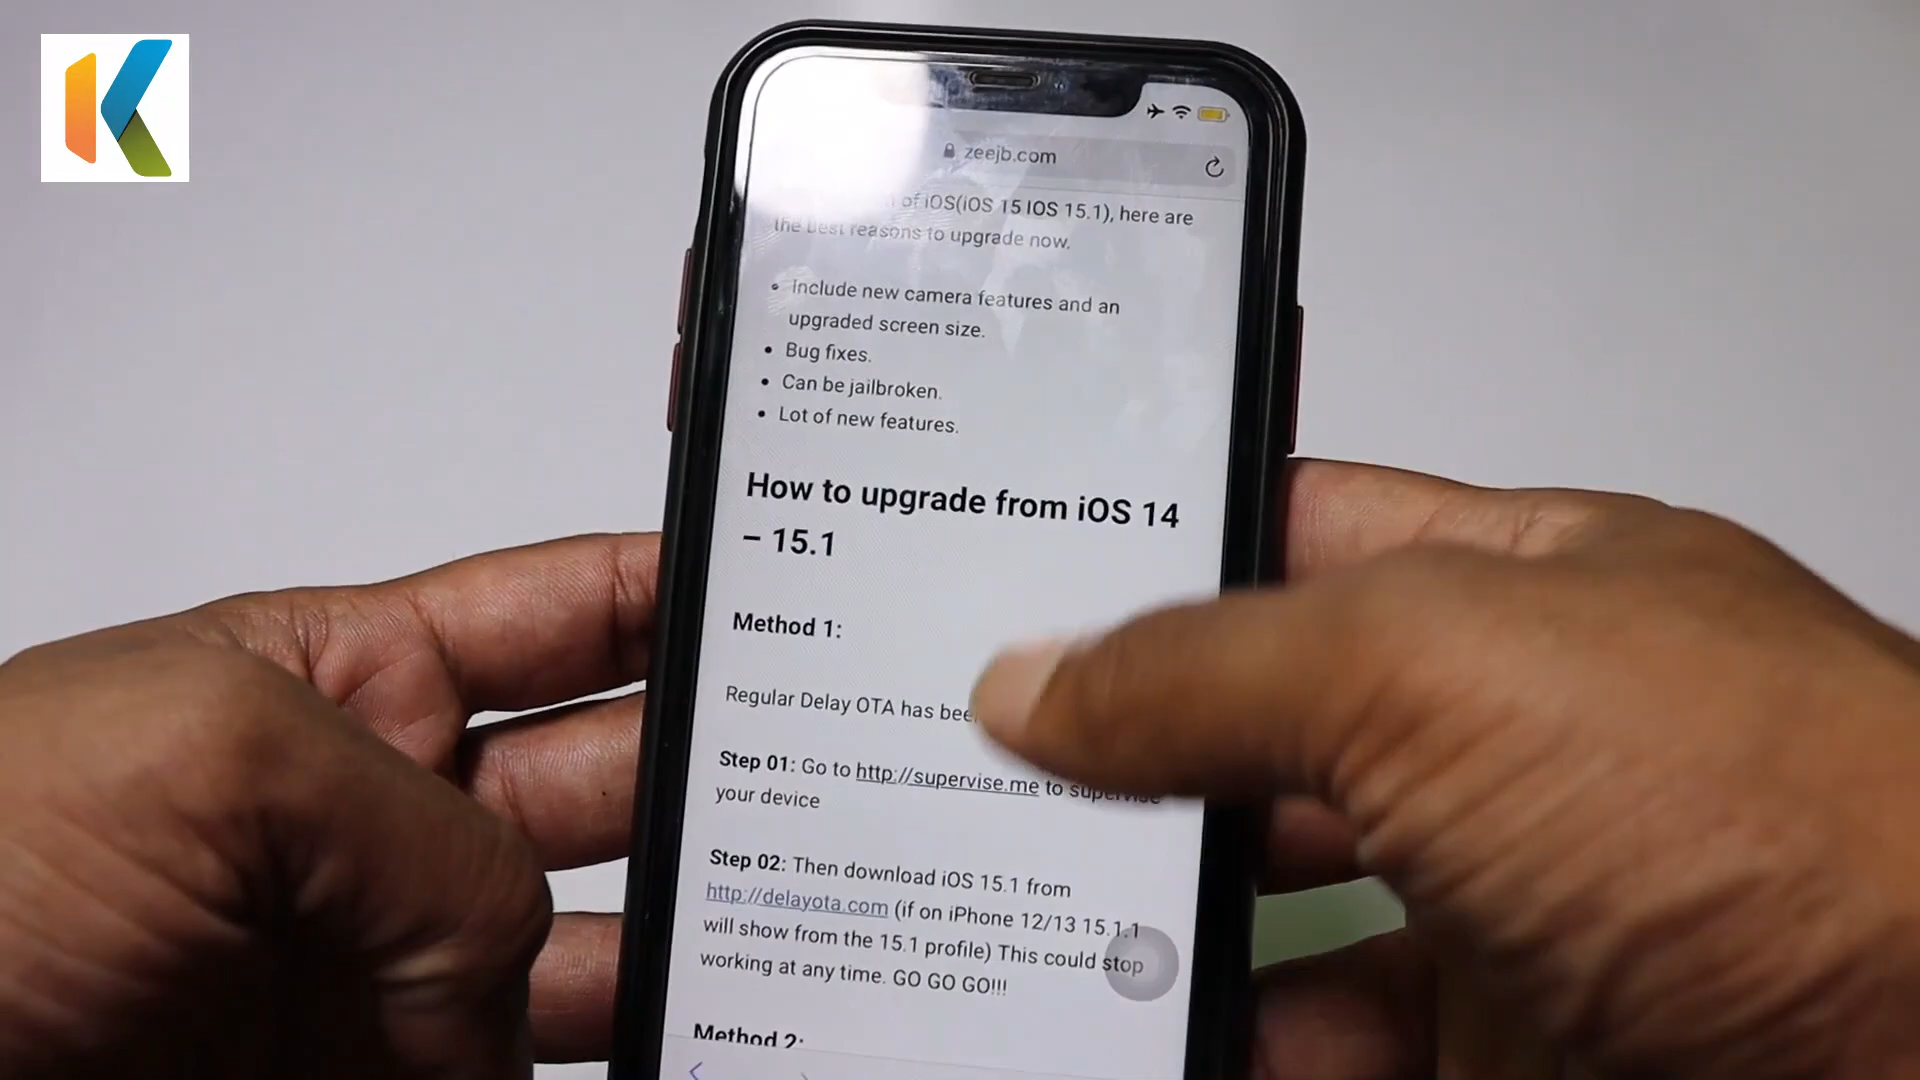 zeejb.com
of iOS(iOS 15 IOS 15.1), here are
the best reasons to upgrade now.
• Include new camera features and an
upgraded screen size.
• Bug fixes.
• Can be jailbroken.
• Lot of new features.
How to upgrade from iOS 14
– 15.1
Method 1:
Regular Delay OTA has been
Step 01: Go to http://supervise.me to supervise
your device
Step 02: Then download iOS 15.1 from
http://delayota.com (if on iPhone 12/13 15.1.1
will show from the 15.1 profile) This could stop
working at any time. GO GO GO!!!
Method 2: